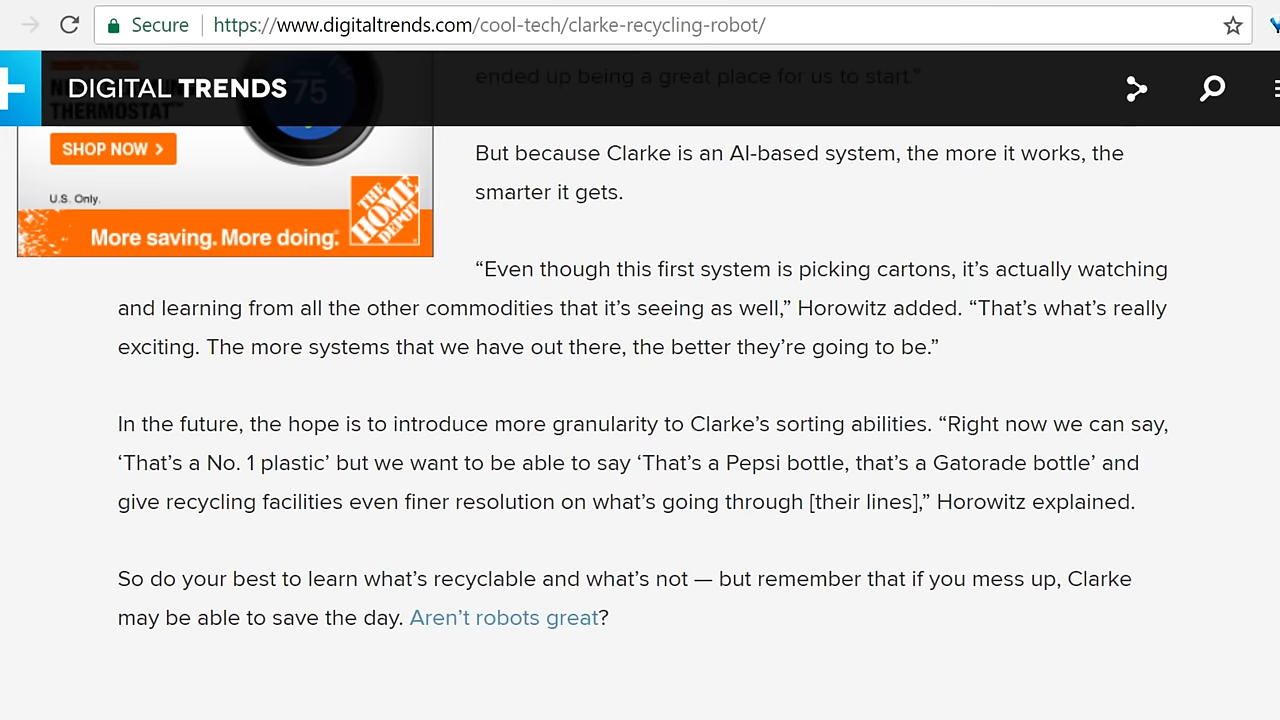 Secure
https://www.digitaltrends.com/cool-tech/clarke-recycling-robot/
DIGITAL TRENDS
THERMOSTAT™
75
SHOP NOW >
U.S. Only.
More saving. More doing.
THE HOME DEPOT
ended up being a great place for us to start.”
But because Clarke is an AI-based system, the more it works, the
smarter it gets.
“Even though this first system is picking cartons, it’s actually watching
and learning from all the other commodities that it’s seeing as well,” Horowitz added. “That’s what’s really
exciting. The more systems that we have out there, the better they’re going to be.”
In the future, the hope is to introduce more granularity to Clarke’s sorting abilities. “Right now we can say,
‘That’s a No. 1 plastic’ but we want to be able to say ‘That’s a Pepsi bottle, that’s a Gatorade bottle’ and
give recycling facilities even finer resolution on what’s going through [their lines],” Horowitz explained.
So do your best to learn what’s recyclable and what’s not — but remember that if you mess up, Clarke
may be able to save the day. Aren’t robots great?